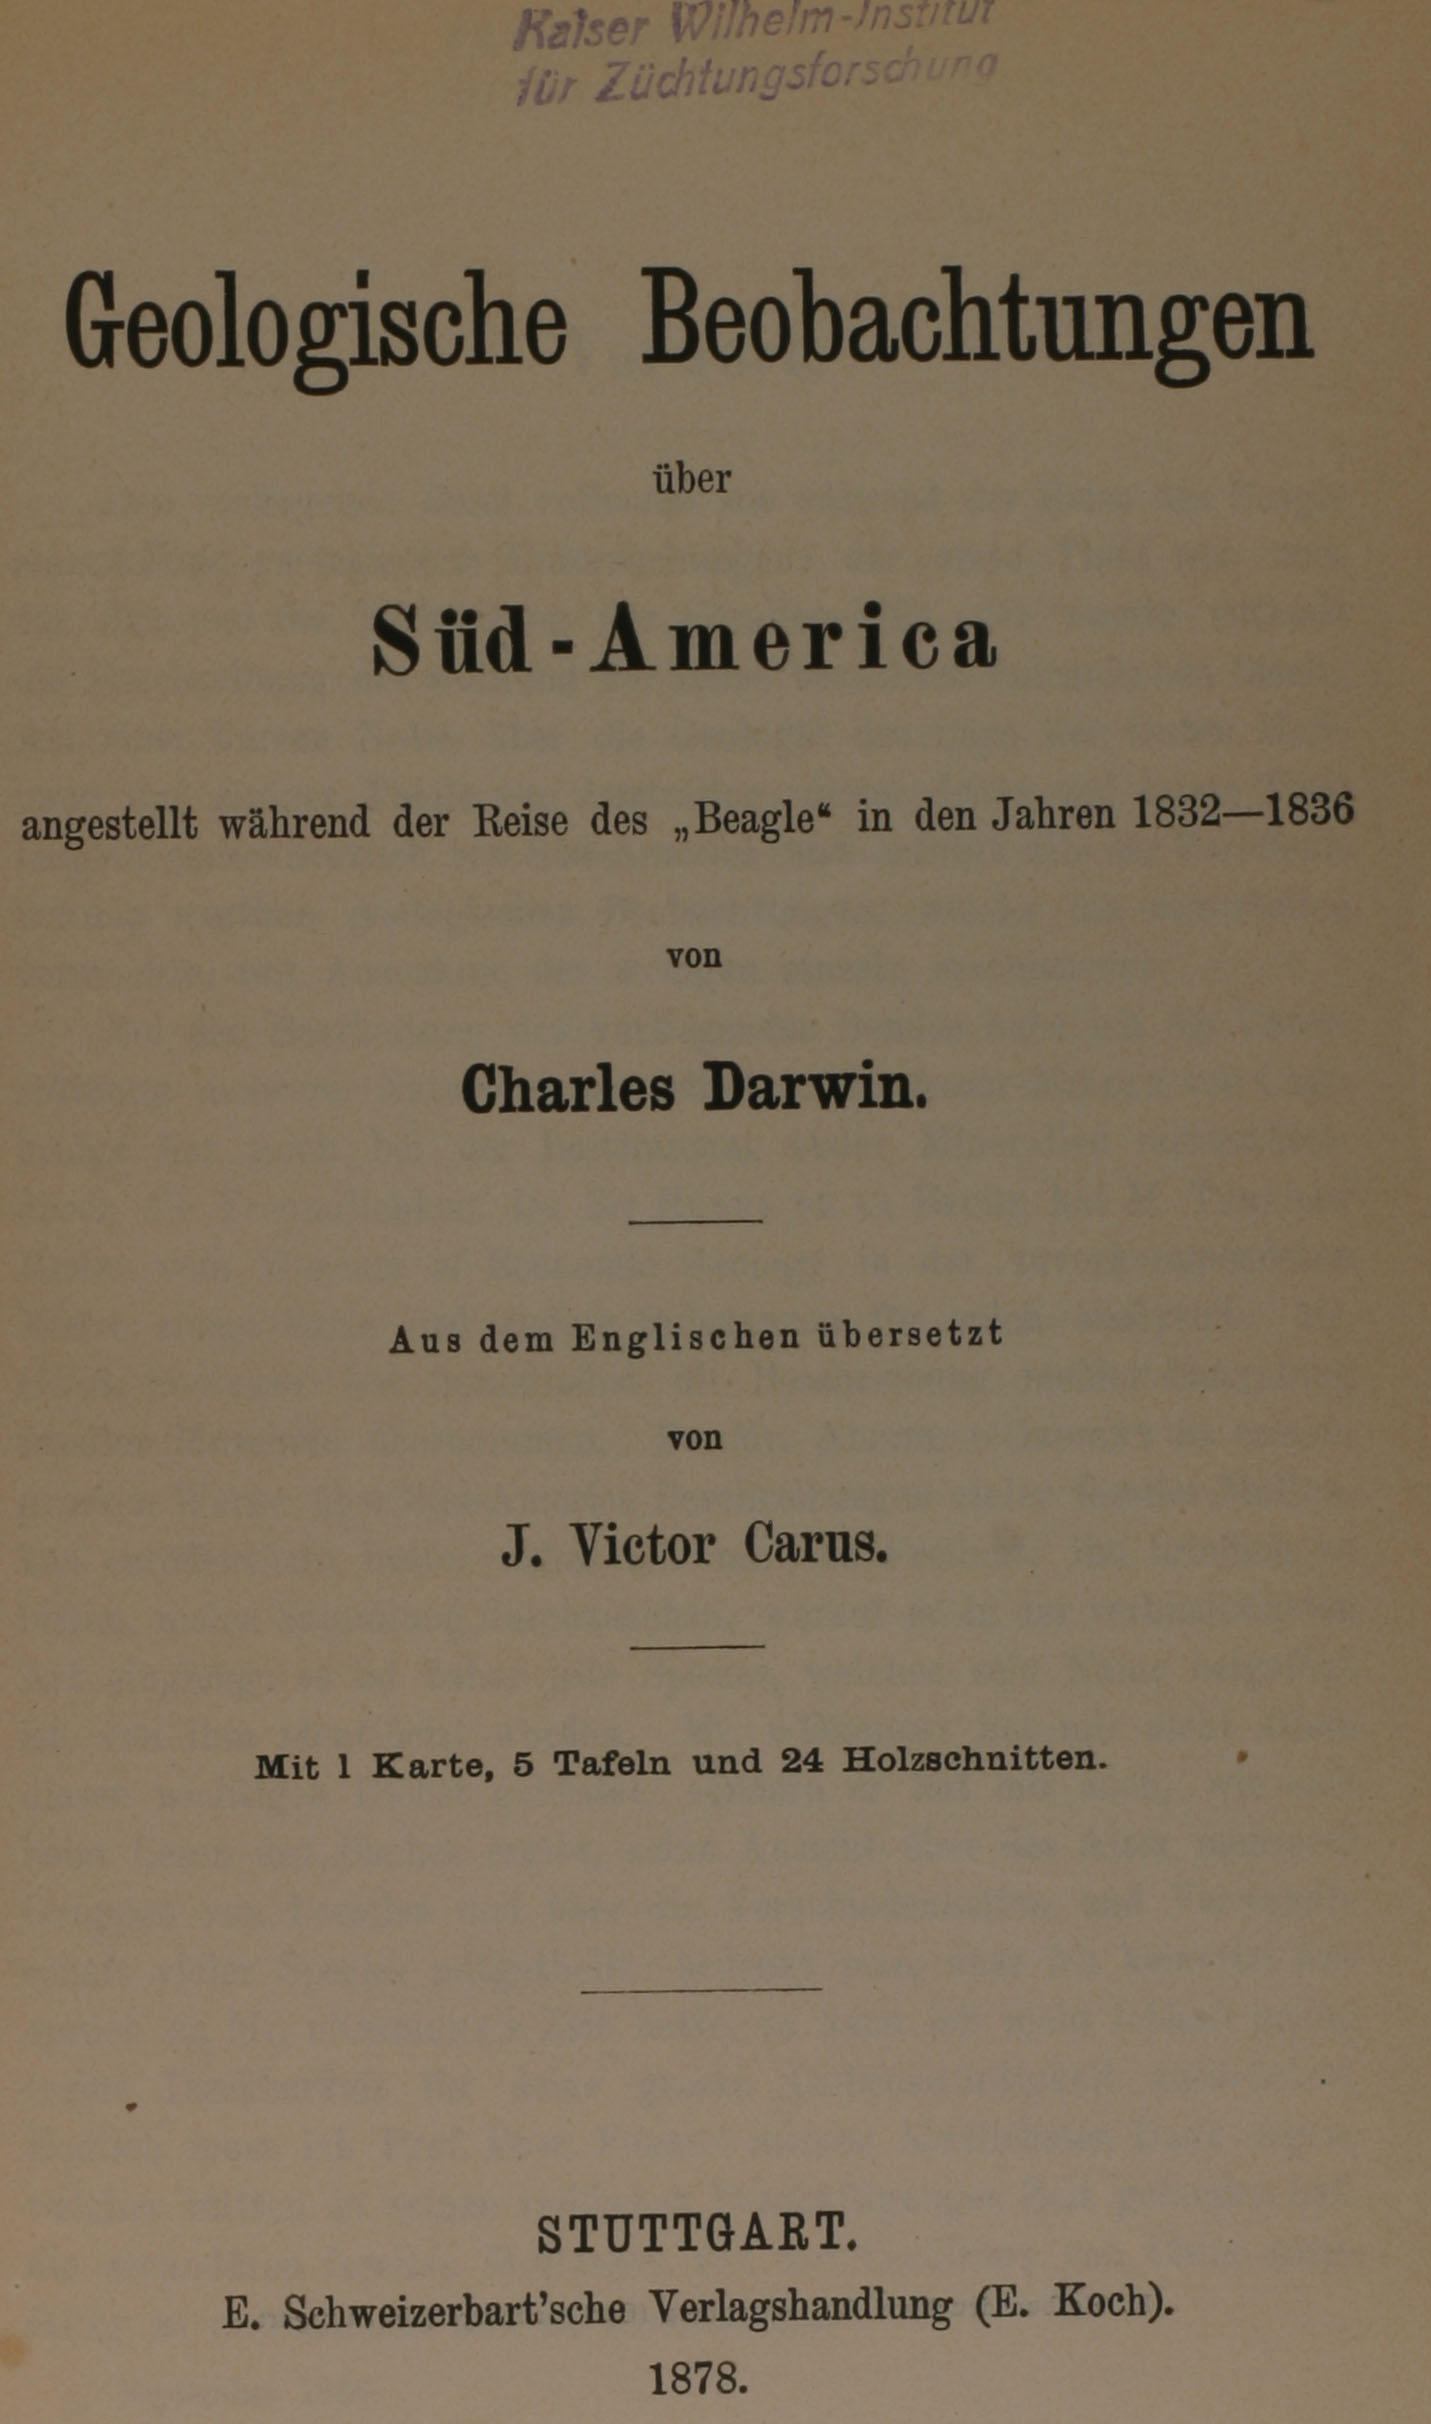 Kaiser Wilhelm-Institut
für Züchtungsforschung
Geologische Beobachtungen
über
Süd-America
angestellt während der Reise des „Beagle“ in den Jahren 1832—1836
von
Charles Darwin.
Aus dem Englischen übersetzt
von
J. Victor Carus.
Mit 1 Karte, 5 Tafeln und 24 Holzschnitten.
STUTTGART.
E. Schweizerbart'sche Verlagshandlung (E. Koch).
1878.